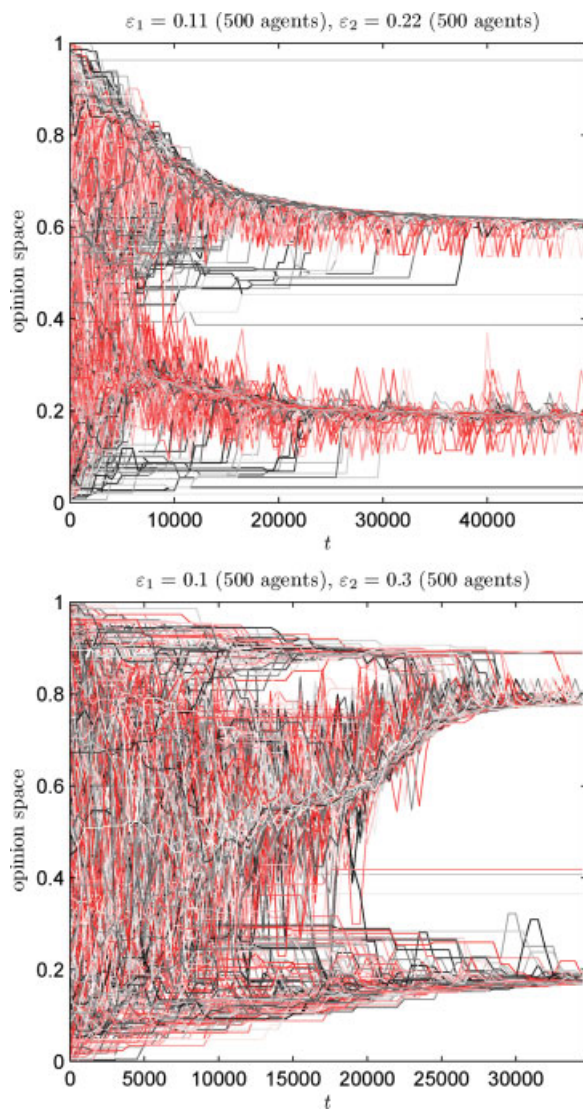 ε₁ = 0.11 (500 agents), ε₂ = 0.22 (500 agents)
1
0.8
0.6
0.4
0.2
0
opinion space
0 10000 20000 30000 40000
t
ε₁ = 0.1 (500 agents), ε₂ = 0.3 (500 agents)
1
0.8
0.6
0.4
0.2
0
opinion space
0 5000 10000 15000 20000 25000 30000
t